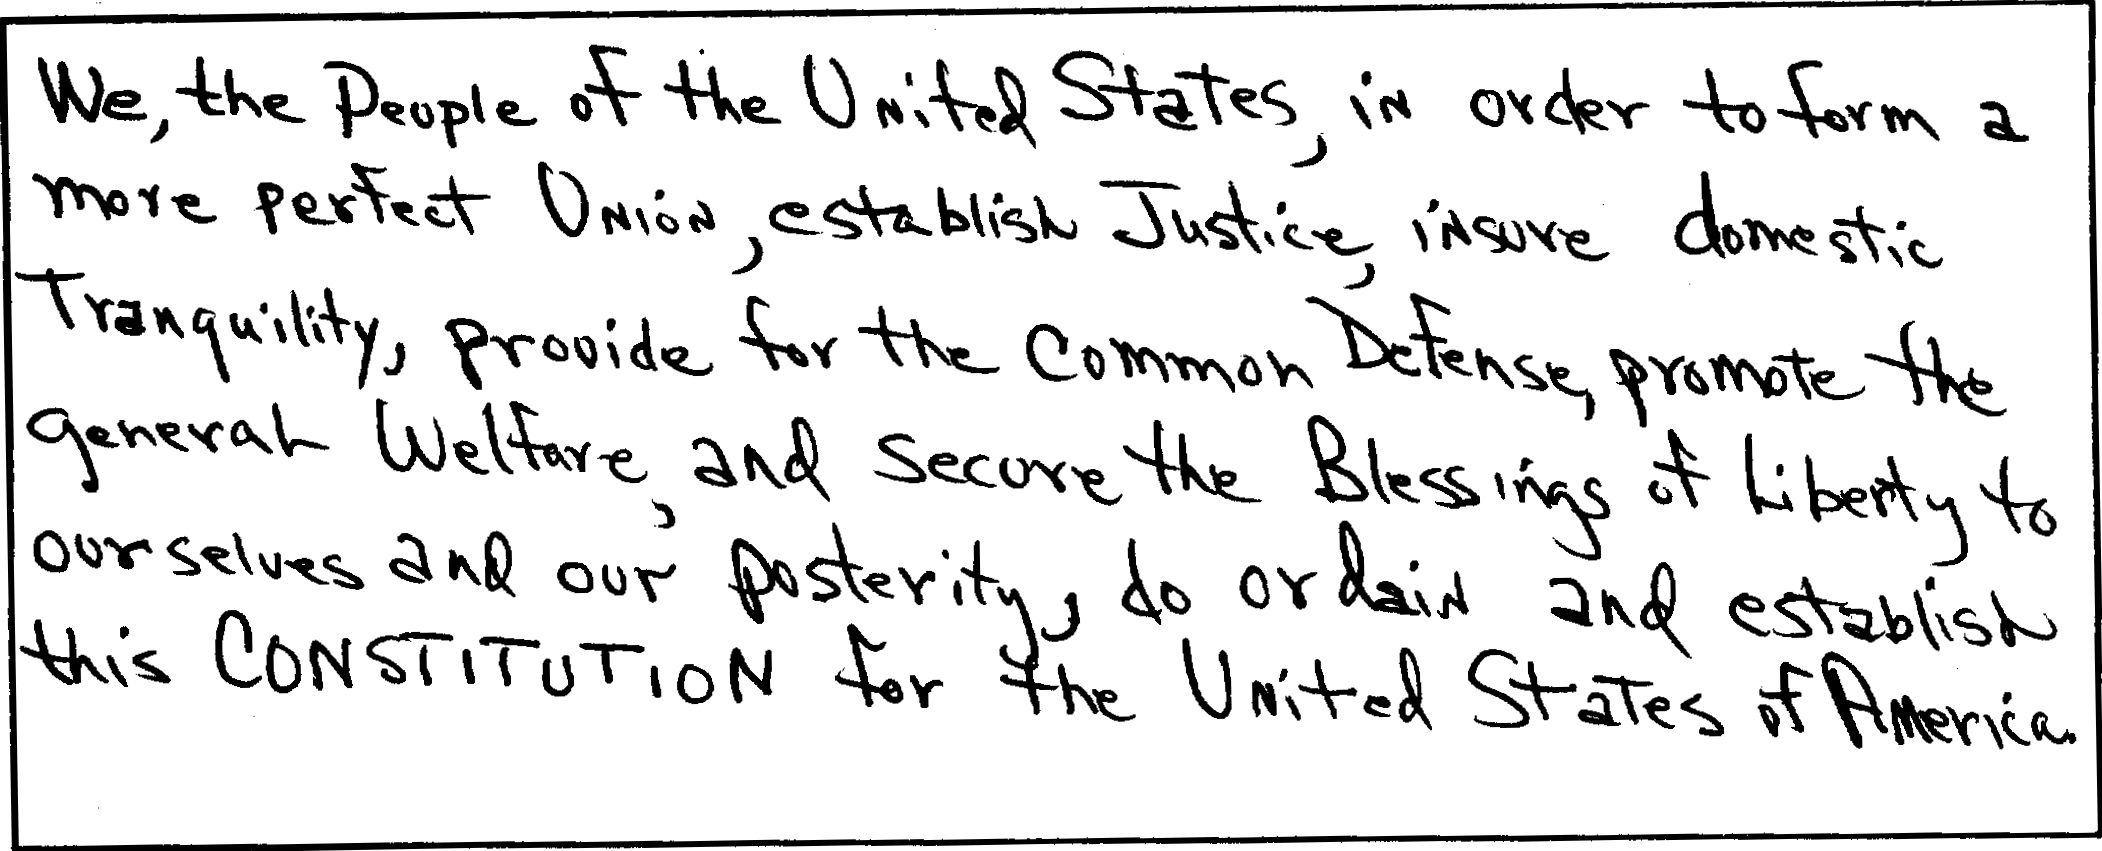 We, the People of the United States, in order to form a
more perfect Union, establish Justice, insure domestic
Tranquility, provide for the Common Defense, promote the
general Welfare, and secure the Blessings of Liberty to
ourselves and our posterity, do ordain and establish
this CONSTITUTION for the United States of America.